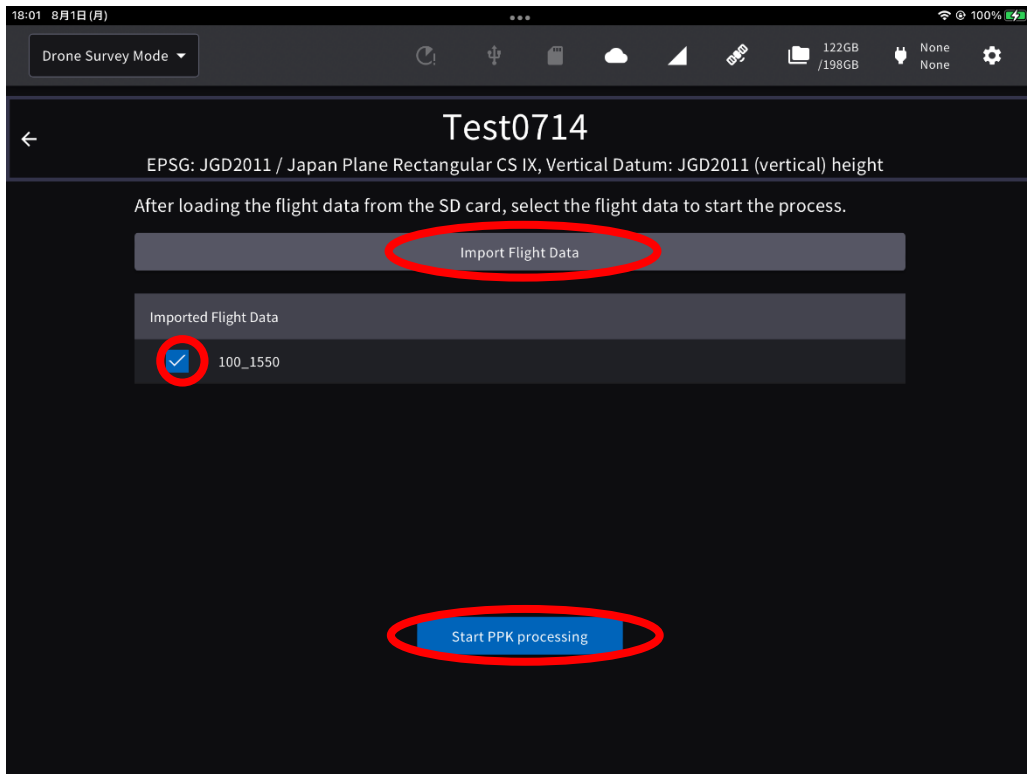 18:01 8月1日(月)
100%
Drone Survey Mode
122GB
/198GB
None
None
Test0714
EPSG: JGD2011 / Japan Plane Rectangular CS IX, Vertical Datum: JGD2011 (vertical) height
After loading the flight data from the SD card, select the flight data to start the process.
Import Flight Data
Imported Flight Data
100_1550
Start PPK processing